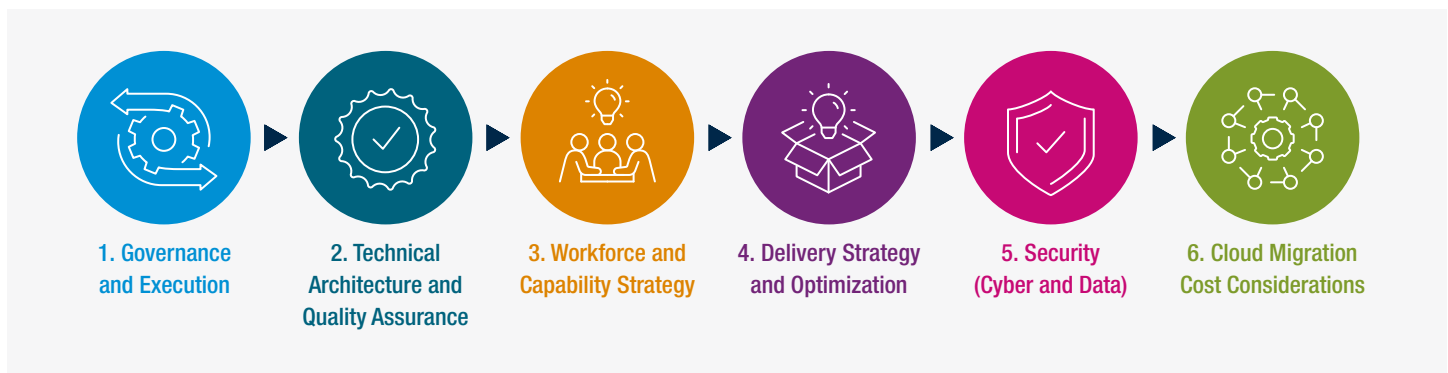 1. Governance
and Execution
2. Technical
Architecture and
Quality Assurance
3. Workforce and
Capability Strategy
4. Delivery Strategy
and Optimization
5. Security
(Cyber and Data)
6. Cloud Migration
Cost Considerations